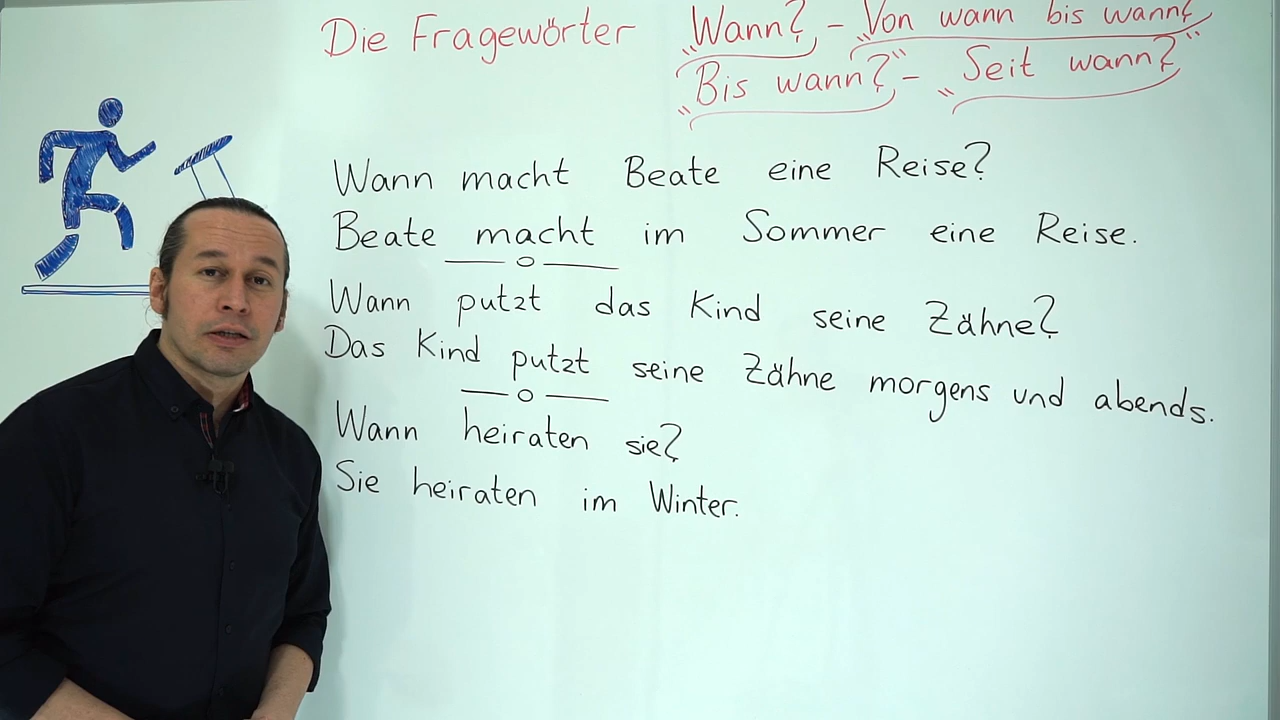 Die Fragewörter „Wann?“ – „Von wann bis wann?“
„Bis wann?“ – „Seit wann?“
Wann macht Beate eine Reise?
Beate macht im Sommer eine Reise.
Wann putzt das Kind seine Zähne?
Das Kind putzt seine Zähne morgens und abends.
Wann heiraten sie?
Sie heiraten im Winter.